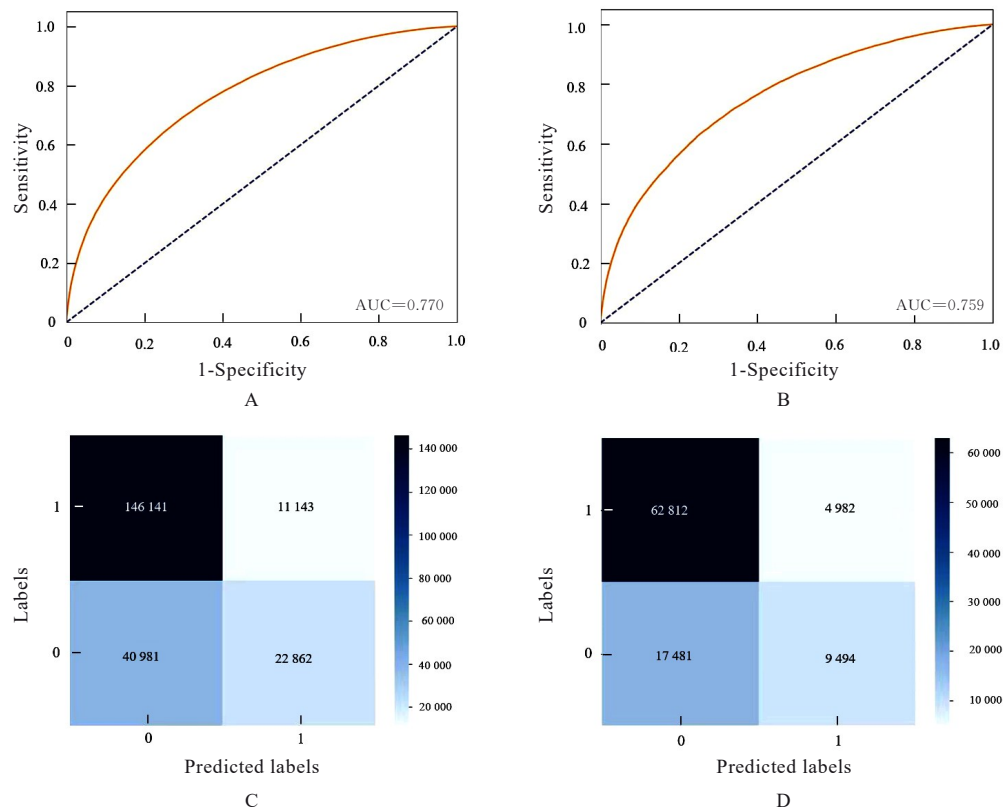 1.0
0.8
0.6
0.4
0.2
0
Sensitivity
AUC=0.770
0 0.2 0.4 0.6 0.8 1.0
1-Specificity
A
1.0
0.8
0.6
0.4
0.2
0
Sensitivity
AUC=0.759
0 0.2 0.4 0.6 0.8 1.0
1-Specificity
B
1
0
Labels
146 141
11 143
40 981
22 862
140 000
120 000
100 000
80 000
60 000
40 000
20 000
0 1
Predicted labels
C
1
0
Labels
62 812
4 982
17 481
9 494
60 000
50 000
40 000
30 000
20 000
10 000
0 1
Predicted labels
D